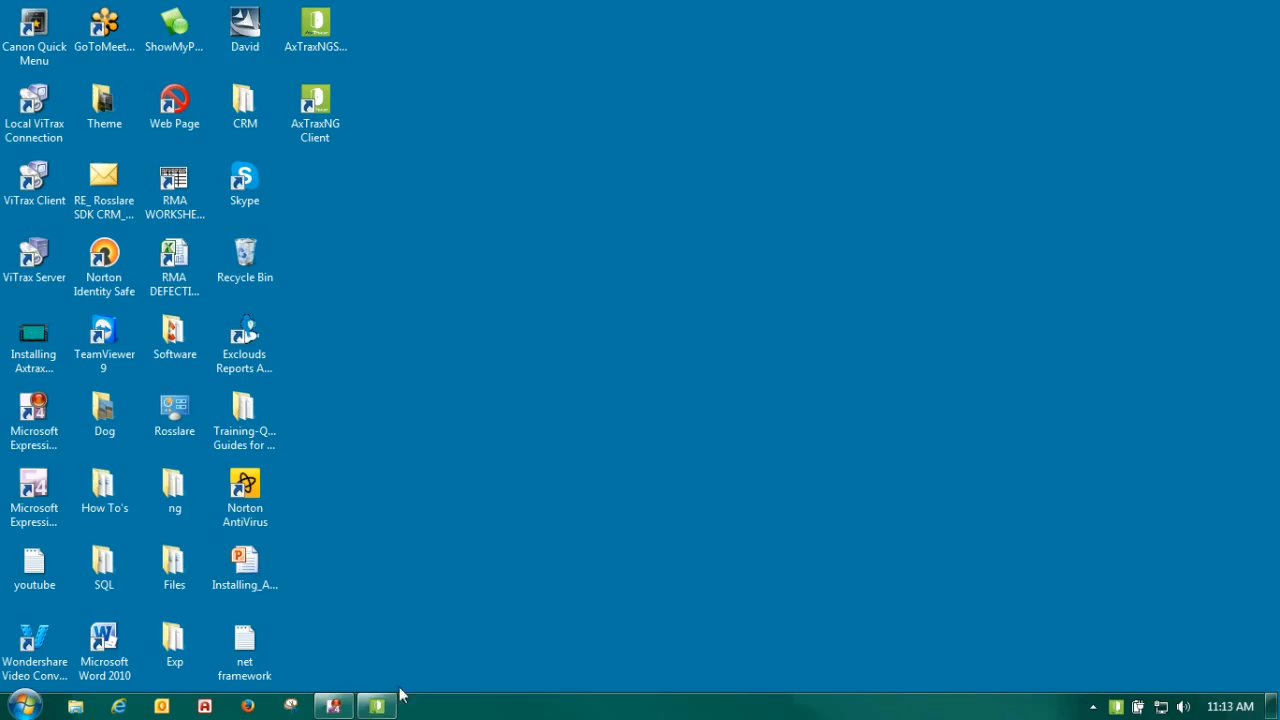 Canon Quick
Menu
GoToMeet...
ShowMyP...
David
AxTraxNGS...
Local ViTrax
Connection
Theme
Web Page
CRM
AxTraxNG
Client
ViTrax Client
RE_ Rosslare
SDK CRM_...
RMA
WORKSHE...
Skype
ViTrax Server
Norton
Identity Safe
RMA
DEFECTI...
Recycle Bin
Installing
Axtrax...
TeamViewer
9
Software
Exclouds
Reports A...
Microsoft
Expressi...
Dog
Rosslare
Training-Q...
Guides for ...
Microsoft
Expressi...
How To's
ng
Norton
AntiVirus
youtube
SQL
Files
Installing_A...
Wondershare
Video Conv...
Microsoft
Word 2010
Exp
net
framework
11:13 AM